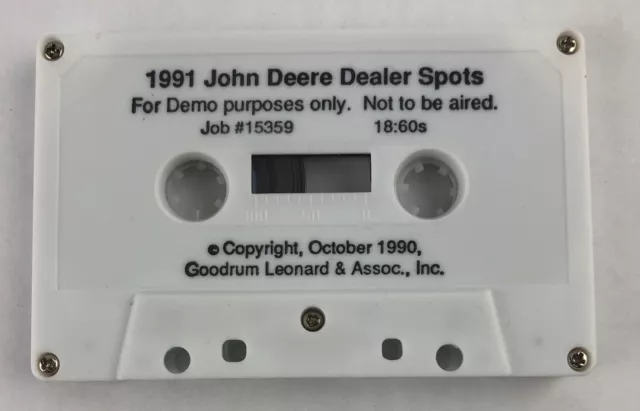 1991 John Deere Dealer Spots
For Demo purposes only. Not to be aired.
Job #15359 18:60s
© Copyright, October 1990,
Goodrum Leonard & Assoc., Inc.